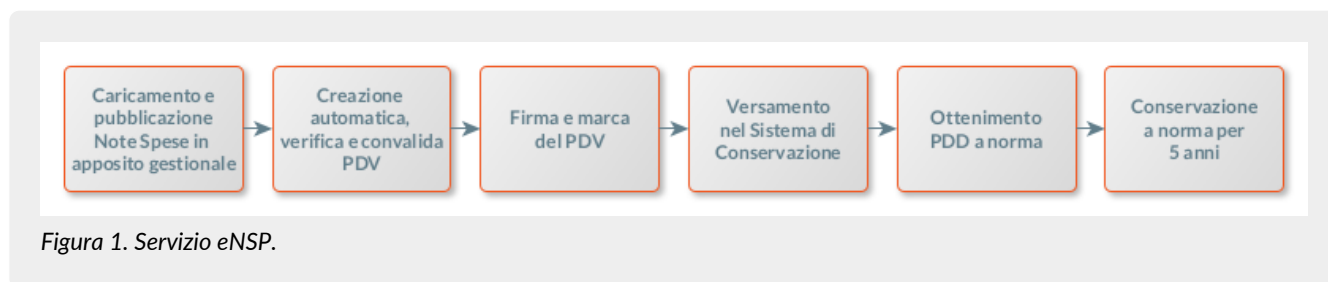 Caricamento e
pubblicazione
Note Spese in
apposito gestionale
Creazione
automatica,
verifica e convalida
PDV
Firma e marca
del PDV
Versamento
nel Sistema di
Conservazione
Ottenimento
PDD a norma
Conservazione
a norma per
5 anni
Figura 1. Servizio eNSP.